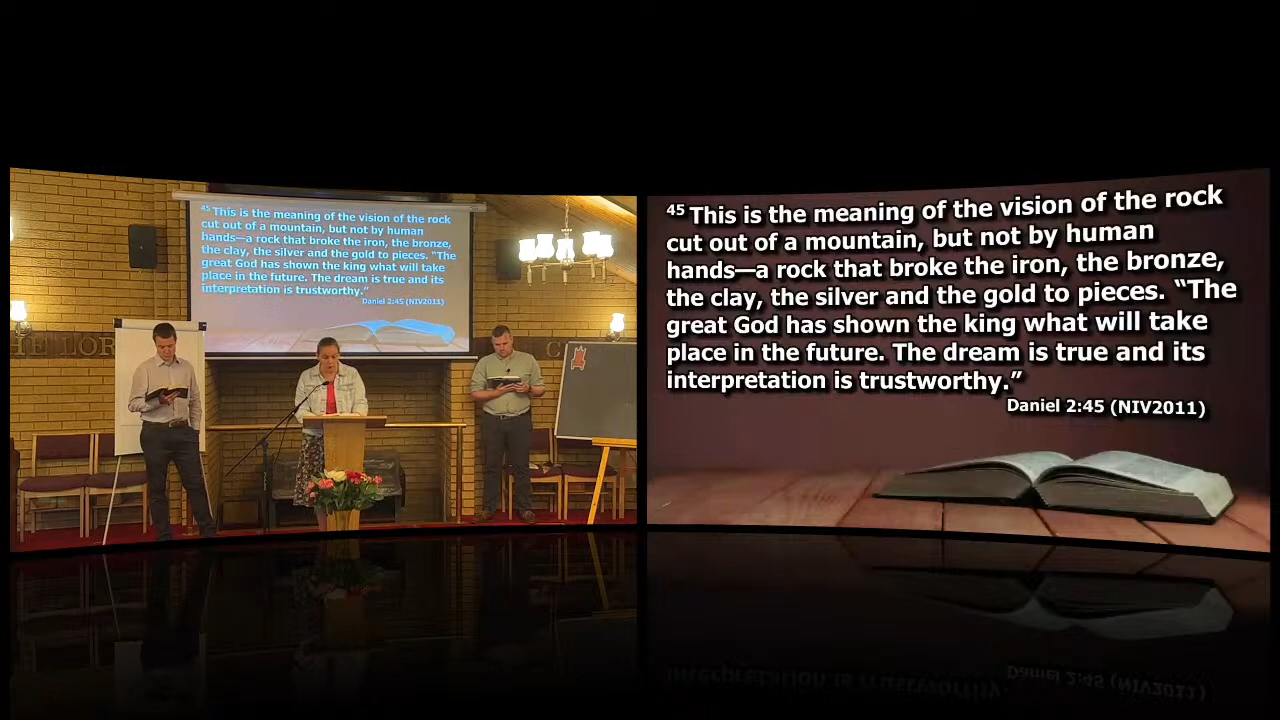 45 This is the meaning of the vision of the rock
cut out of a mountain, but not by human
hands—a rock that broke the iron, the bronze,
the clay, the silver and the gold to pieces. “The
great God has shown the king what will take
place in the future. The dream is true and its
interpretation is trustworthy.”
Daniel 2:45 (NIV2011)
HE LOR
45 This is the meaning of the vision of the rock
cut out of a mountain, but not by human
hands—a rock that broke the iron, the bronze,
the clay, the silver and the gold to pieces. “The
great God has shown the king what will take
place in the future. The dream is true and its
interpretation is trustworthy.”
Daniel 2:45 (NIV2011)